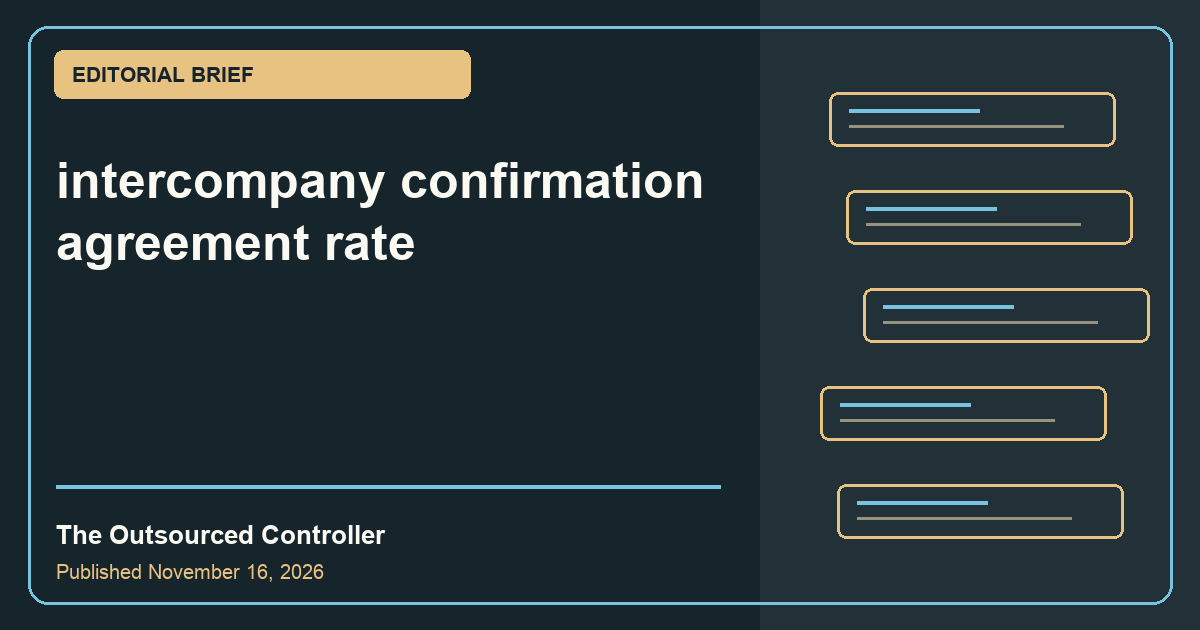 EDITORIAL BRIEF
intercompany confirmation
agreement rate
The Outsourced Controller
Published November 16, 2026